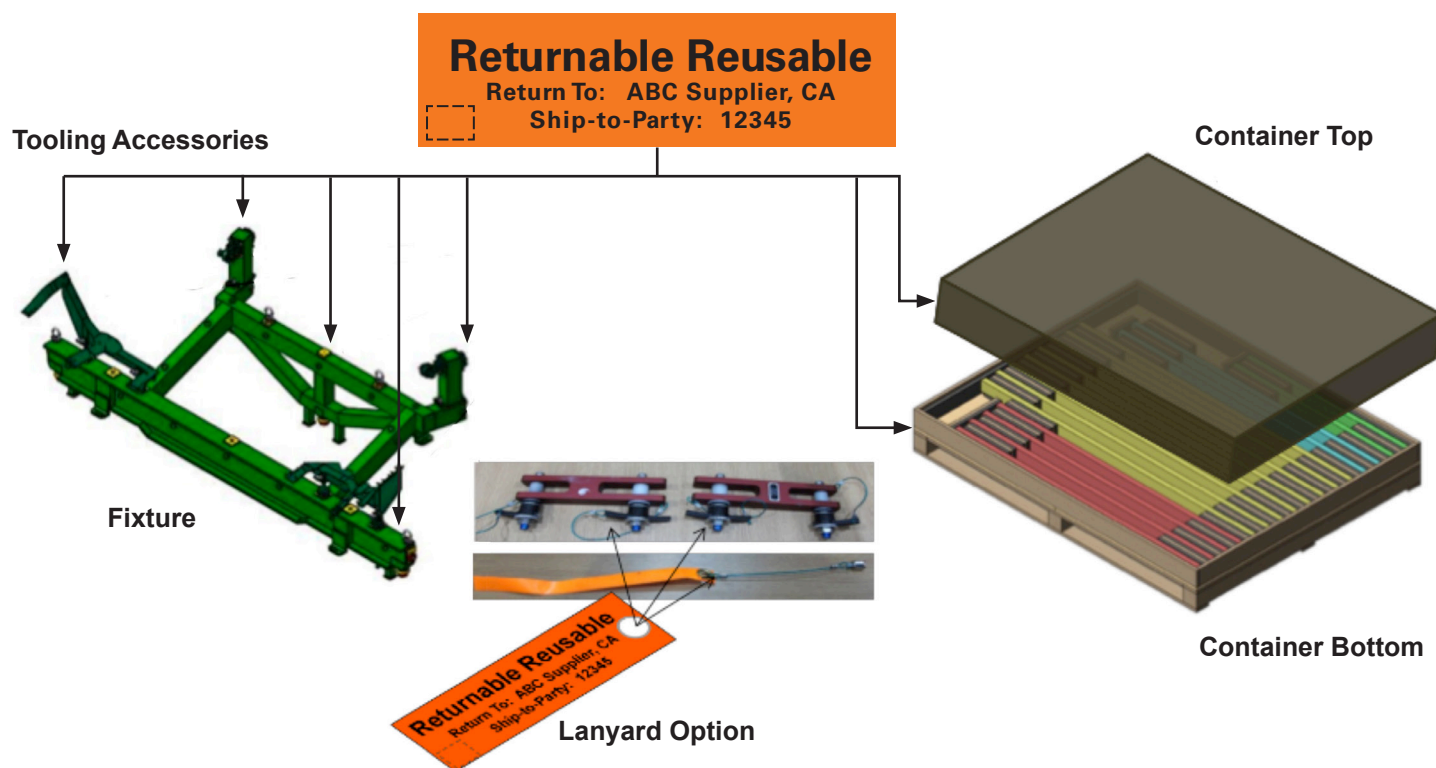 Returnable Reusable
Return To: ABC Supplier, CA
Ship-to-Party: 12345
Tooling Accessories
Container Top
Fixture
Returnable Reusable
Return To: ABC Supplier, CA
Ship-to-Party: 12345
Lanyard Option
Container Bottom